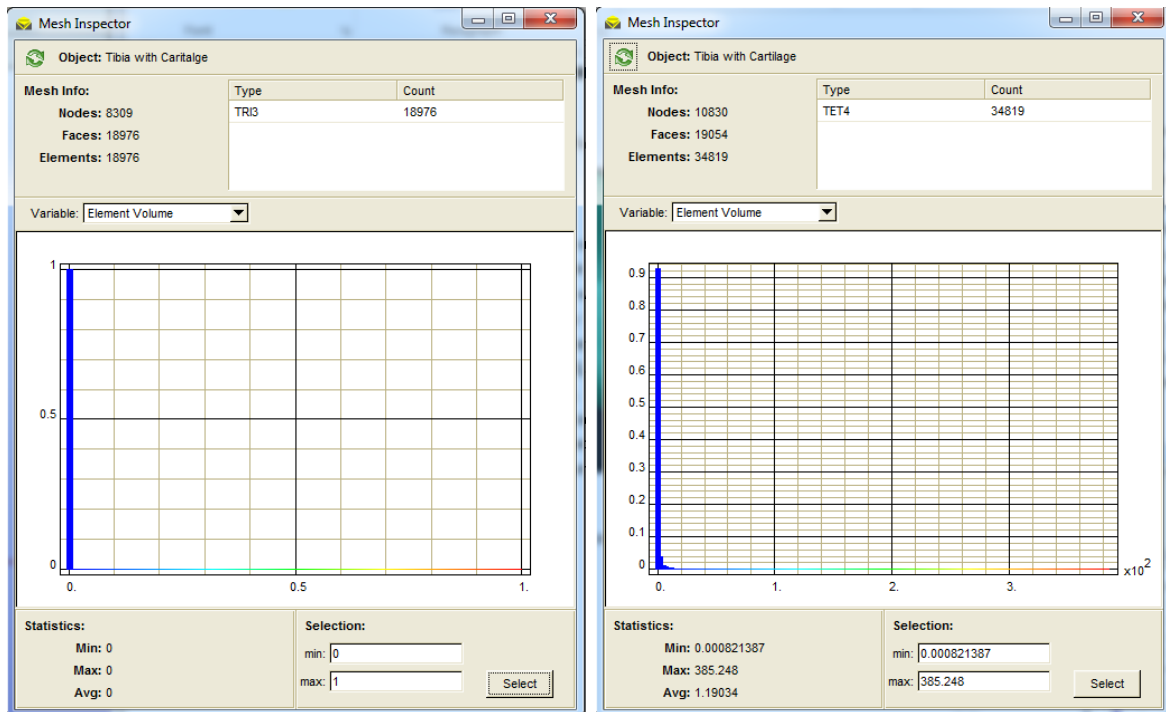 Mesh Inspector
Object: Tibia with Caritalge
Mesh Info:
Nodes: 8309
Faces: 18976
Elements: 18976
Type Count
TRI3 18976
Variable: Element Volume
1
0.5
0
0. 0.5 1.
Statistics:
Min: 0
Max: 0
Avg: 0
Selection:
min: 0
max: 1
Select
Mesh Inspector
Object: Tibia with Cartilage
Mesh Info:
Nodes: 10830
Faces: 19054
Elements: 34819
Type Count
TET4 34819
Variable: Element Volume
0.9
0.8
0.7
0.6
0.5
0.4
0.3
0.2
0.1
0
0. 1. 2. 3. x10^2
Statistics:
Min: 0.000821387
Max: 385.248
Avg: 1.19034
Selection:
min: 0.000821387
max: 385.248
Select